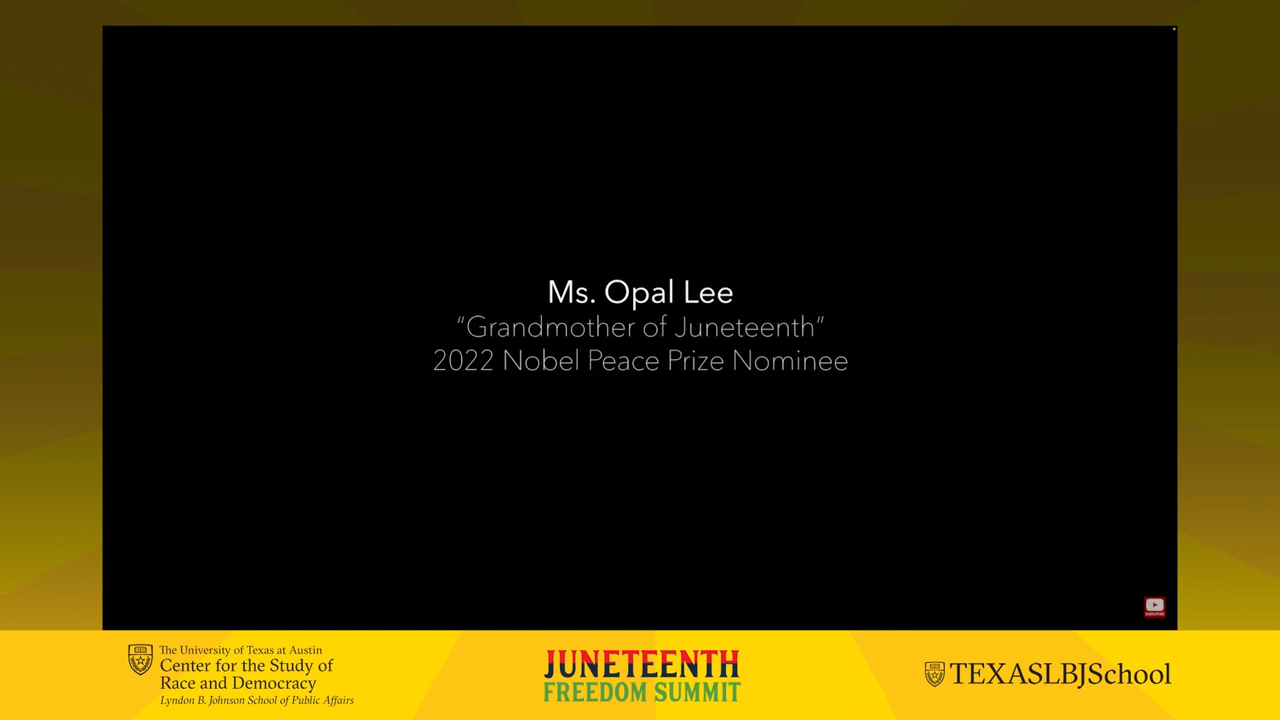 Ms. Opal Lee
“Grandmother of Juneteenth”
2022 Nobel Peace Prize Nominee
The University of Texas at Austin
Center for the Study of
Race and Democracy
Lyndon B. Johnson School of Public Affairs
JUNETEENTH
FREEDOM SUMMIT
TEXASLBJSchool